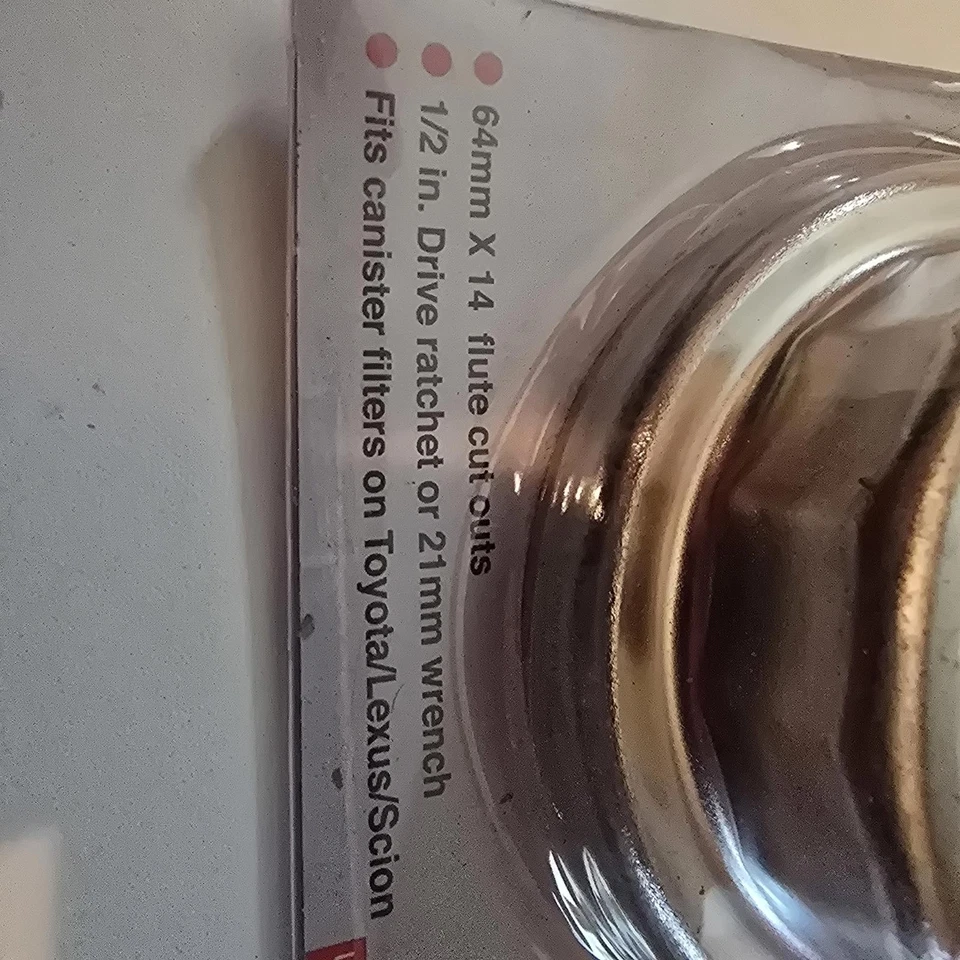 64mm X 14 flute cut outs
1/2 in. Drive ratchet or 21mm wrench
Fits canister filters on Toyota/Lexus/Scion